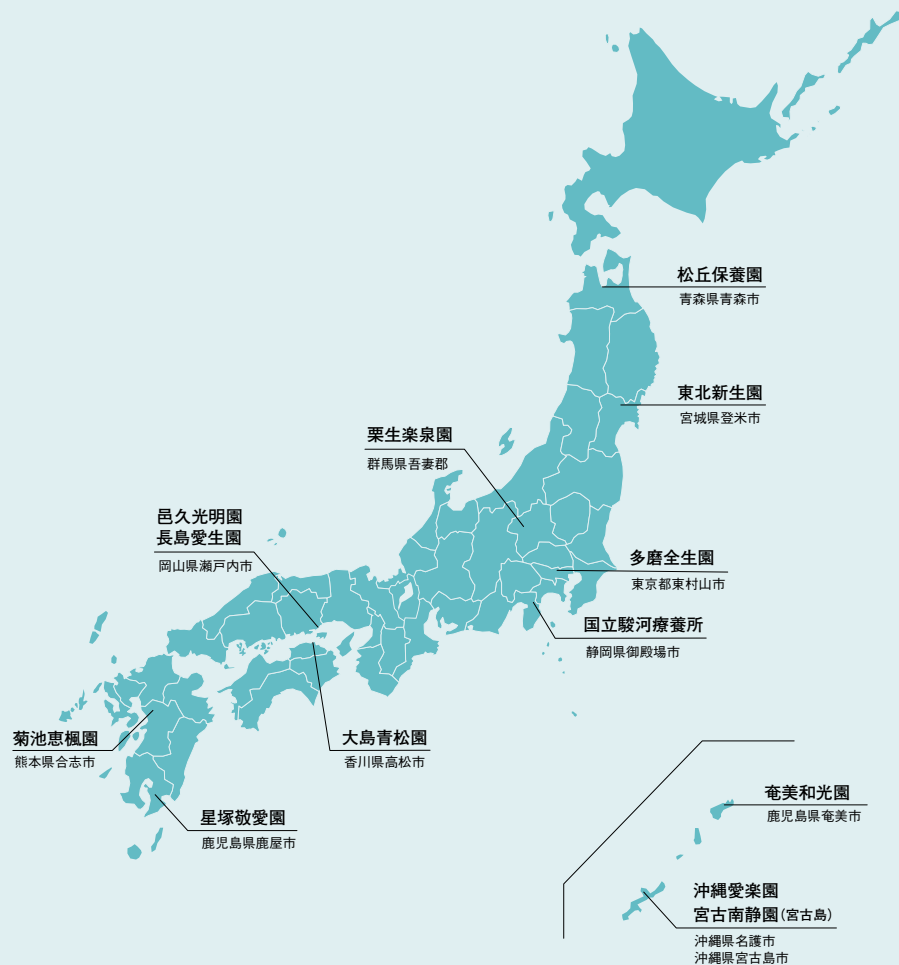 松丘保養園
青森県青森市
東北新生園
宮城県登米市
栗生楽泉園
群馬県吾妻郡
邑久光明園
長島愛生園
岡山県瀬戸内市
多磨全生園
東京都東村山市
国立駿河療養所
静岡県御殿場市
菊池恵楓園
熊本県合志市
大島青松園
香川県高松市
星塚敬愛園
鹿児島県鹿屋市
奄美和光園
鹿児島県奄美市
沖縄愛楽園
宮古南静園(宮古島)
沖縄県名護市
沖縄県宮古島市